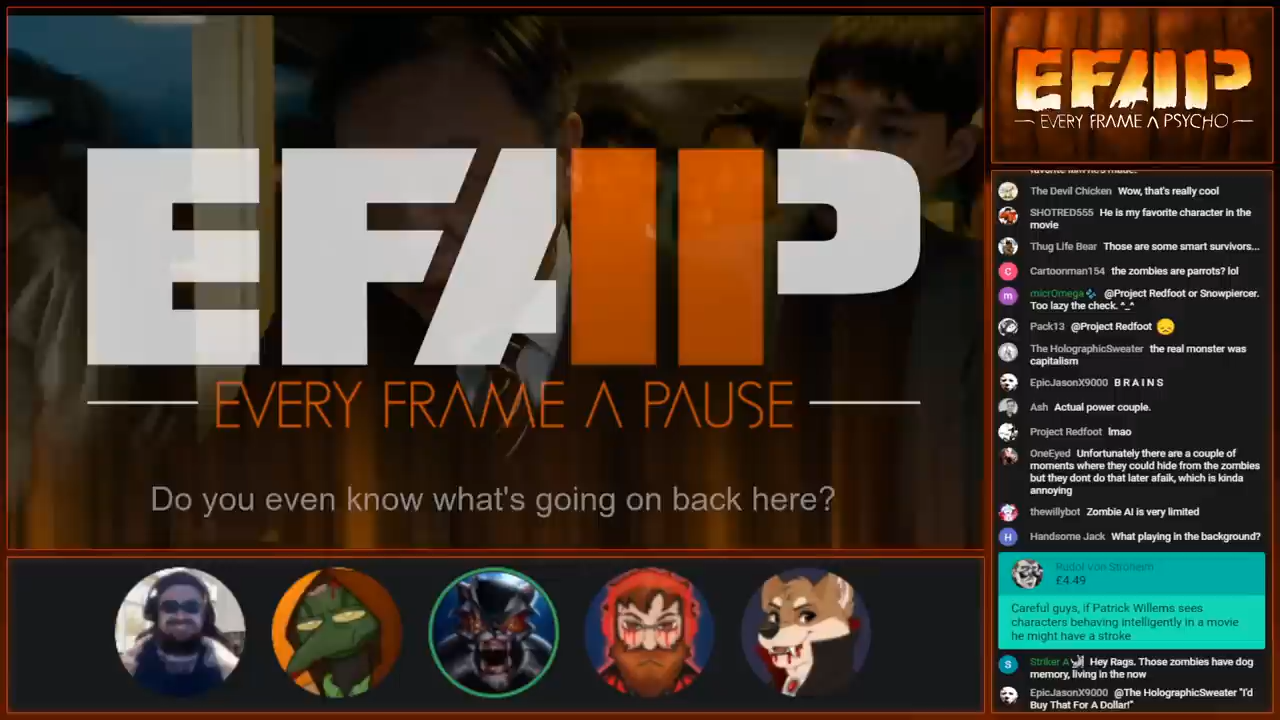 EFAIIP
EVERY FRAME A PAUSE
Do you even know what's going on back here?
EFAIIP
EVERY FRAME A PSYCHO
The Devil Chicken Wow, that's really cool
SHOTRED555 He is my favorite character in the
movie
Thug Life Bear Those are some smart survivors...
C
Cartoonman154 the zombies are parrots? lol
m
micr0mega @Project Redfoot or Snowpiercer.
Too lazy the check. ^_^
Pack13 @Project Redfoot 😞
The HolographicSweater the real monster was
capitalism
EpicJasonX9000 B R A I N S
Ash Actual power couple.
Project Redfoot lmao
OneEyed Unfortunately there are a couple of
moments where they could hide from the zombies
but they dont do that later afaik, which is kinda
annoying
thewillybot Zombie AI is very limited
H
Handsome Jack What playing in the background?
Rudol von Stroheim
£4.49
Careful guys, if Patrick Willems sees
characters behaving intelligently in a movie
he might have a stroke
S
Striker A Hey Rags. Those zombies have dog
memory, living in the now
EpicJasonX9000 @The HolographicSweater "I'd
Buy That For A Dollar!"